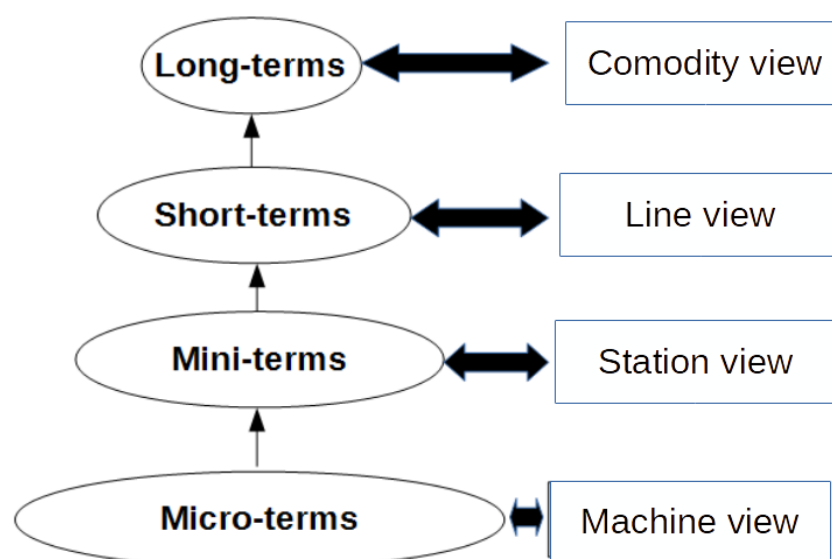 Long-terms
Comodity view
Short-terms
Line view
Mini-terms
Station view
Micro-terms
Machine view